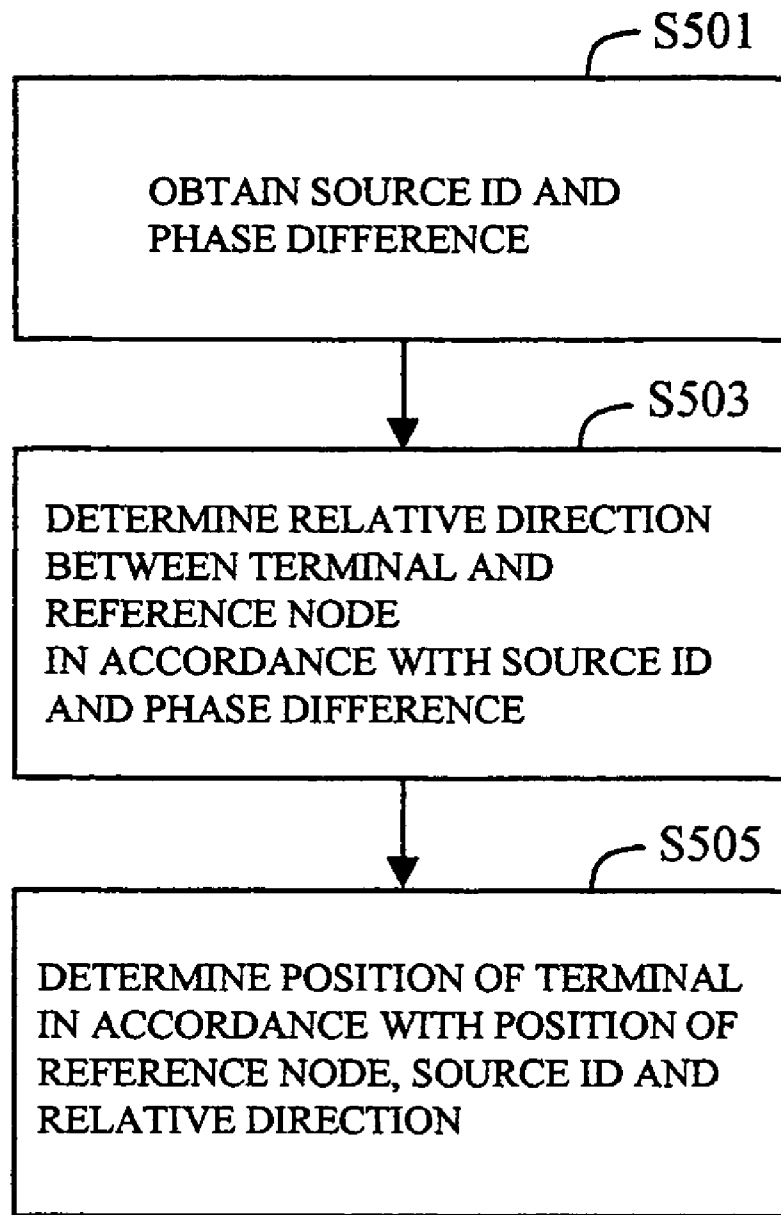 S501
OBTAIN SOURCE ID AND
PHASE DIFFERENCE
S503
DETERMINE RELATIVE DIRECTION
BETWEEN TERMINAL AND
REFERENCE NODE
IN ACCORDANCE WITH SOURCE ID
AND PHASE DIFFERENCE
S505
DETERMINE POSITION OF TERMINAL
IN ACCORDANCE WITH POSITION OF
REFERENCE NODE, SOURCE ID AND
RELATIVE DIRECTION